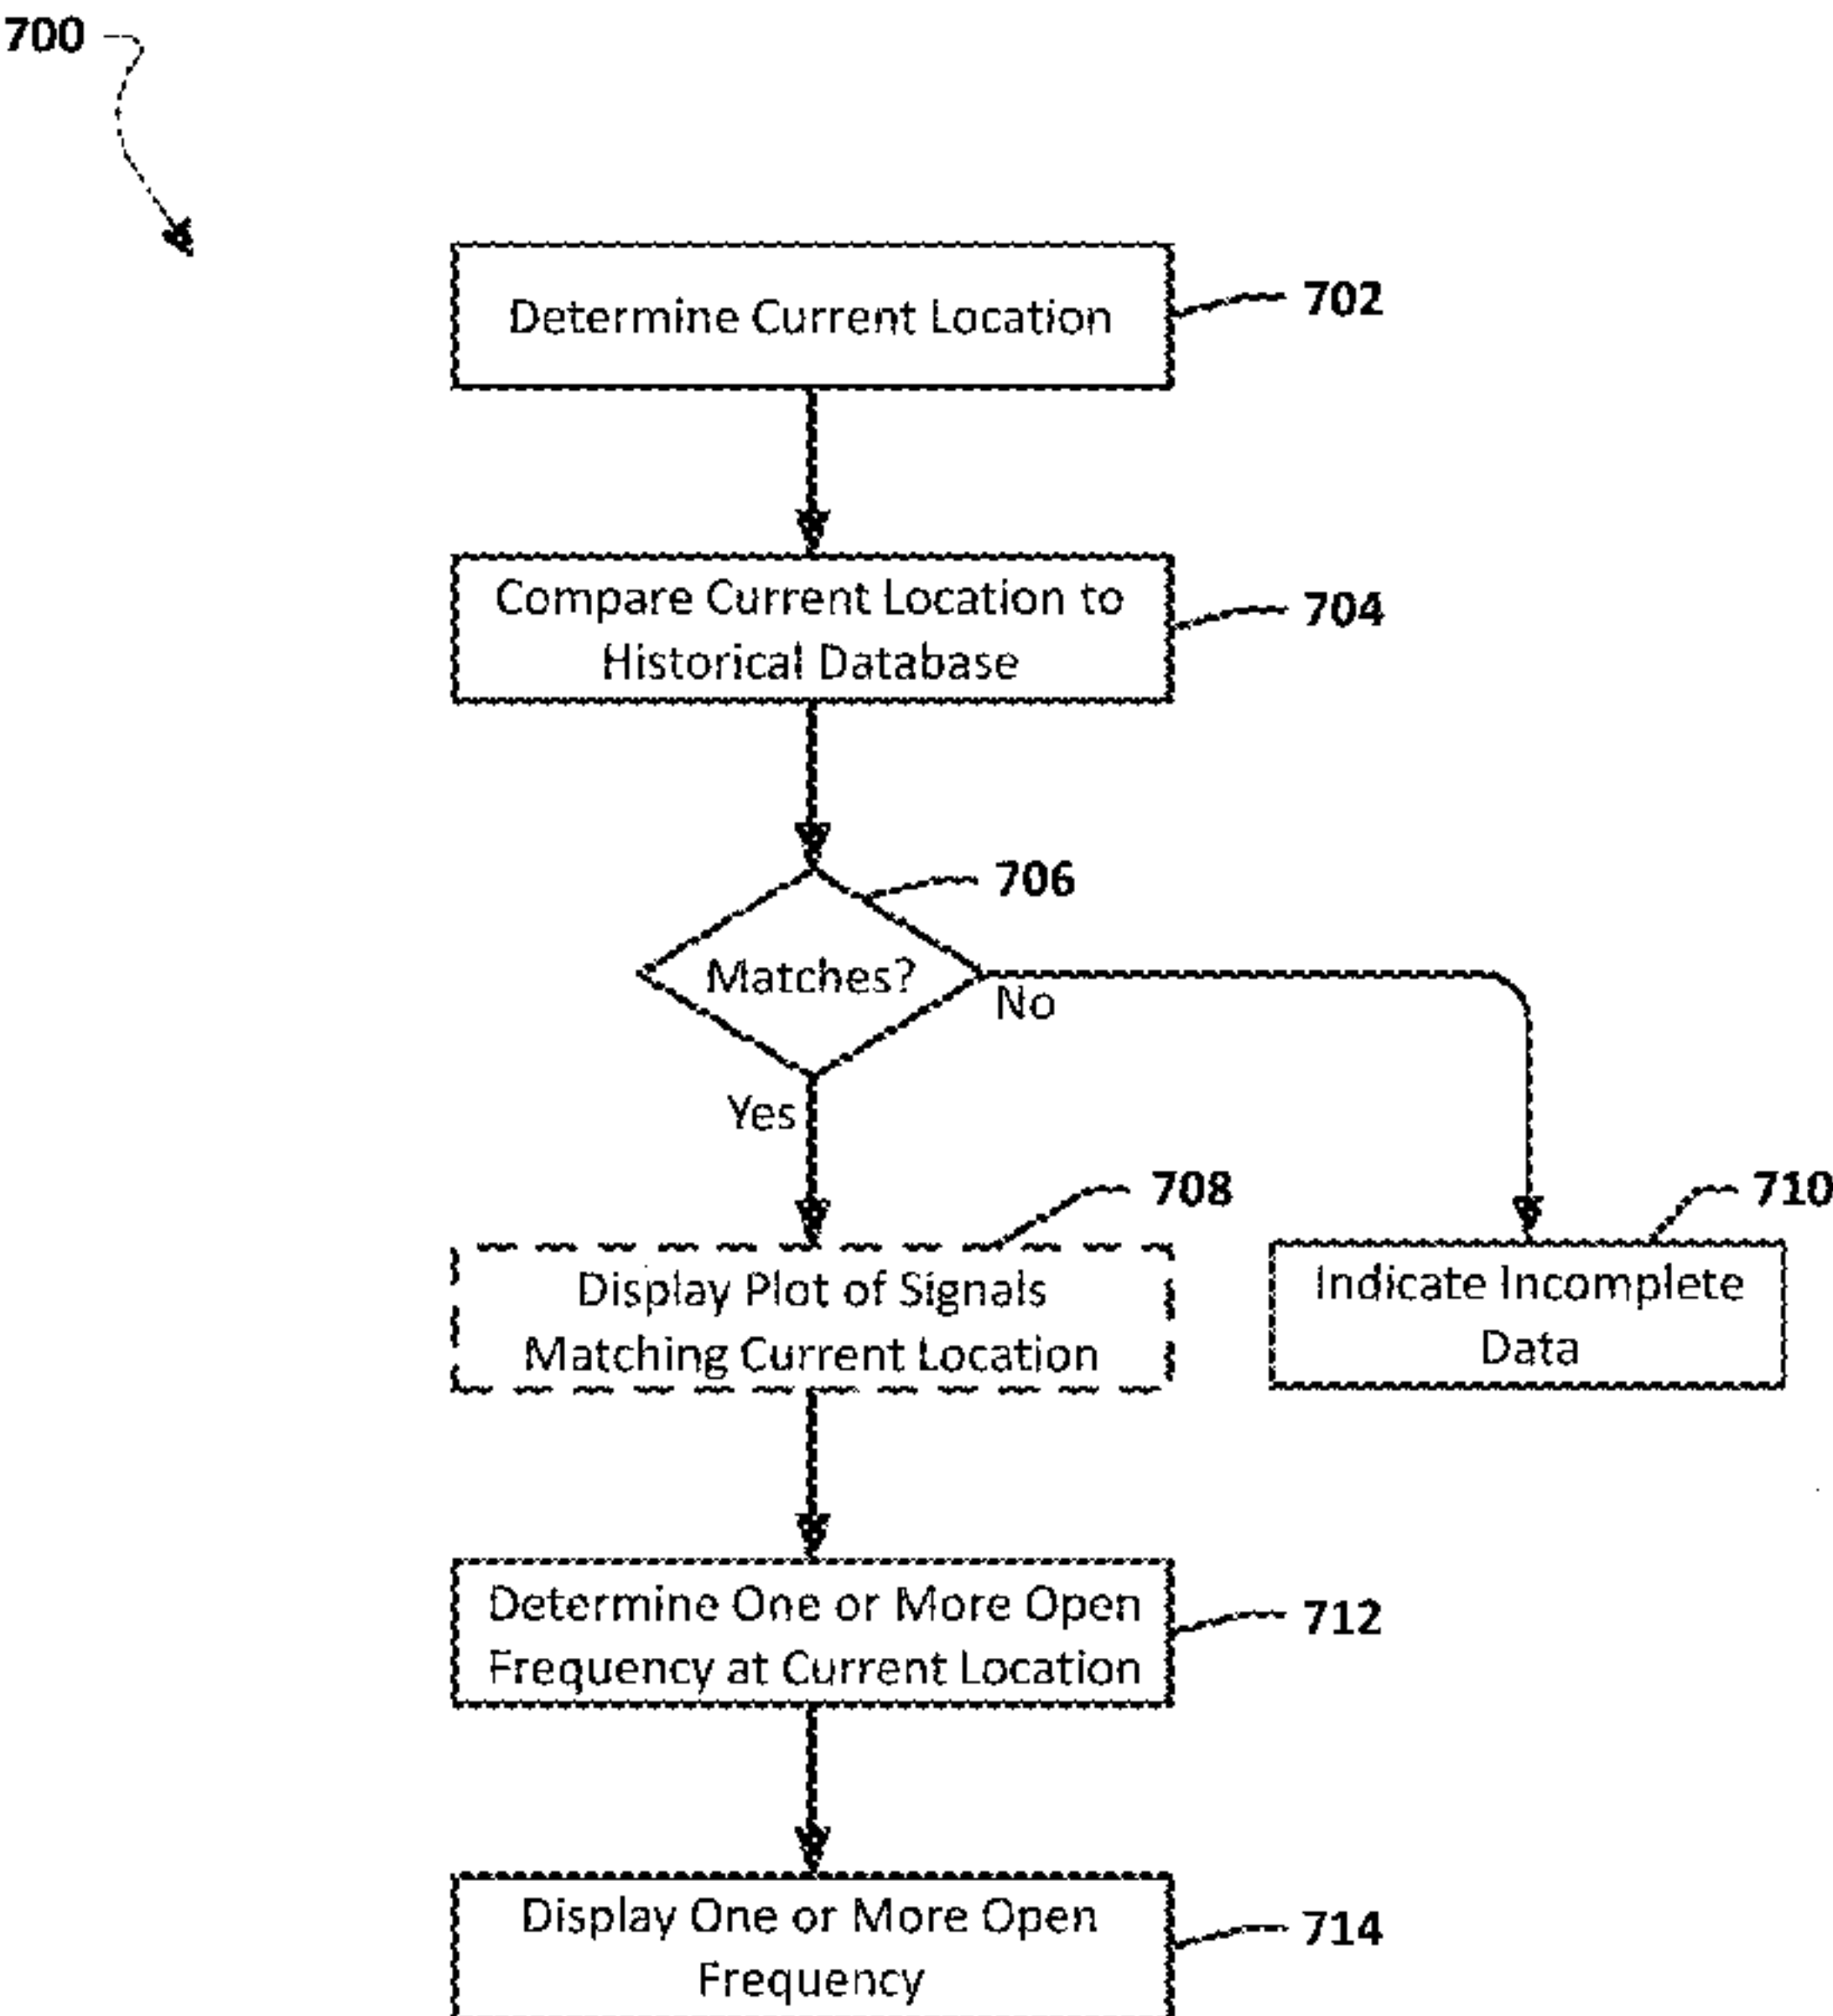 700
Determine Current Location
702
Compare Current Location to
Historical Database
704
706
Matches?
No
Yes
708
710
Display Plot of Signals
Matching Current Location
Indicate Incomplete
Data
Determine One or More Open
Frequency at Current Location
712
Display One or More Open
Frequency
714